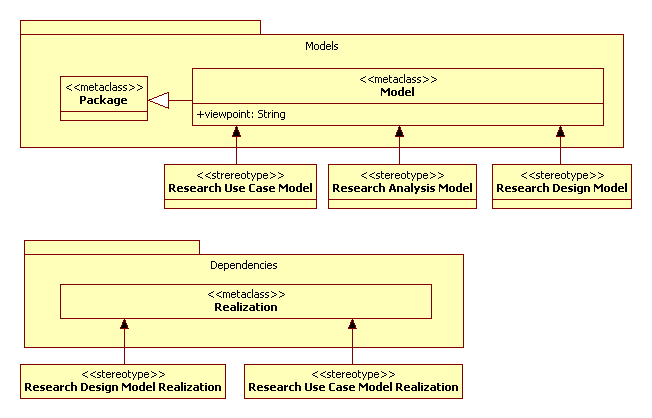 Models
<<metaclass>>
Package
<<metaclass>>
Model
+viewpoint: String
<<strereotype>>
Research Use Case Model
<<stereotype>>
Research Analysis Model
<<stereotype>>
Research Design Model
Dependencies
<<metaclass>>
Realization
<<stereotype>>
Research Design Model Realization
<<stereotype>>
Research Use Case Model Realization